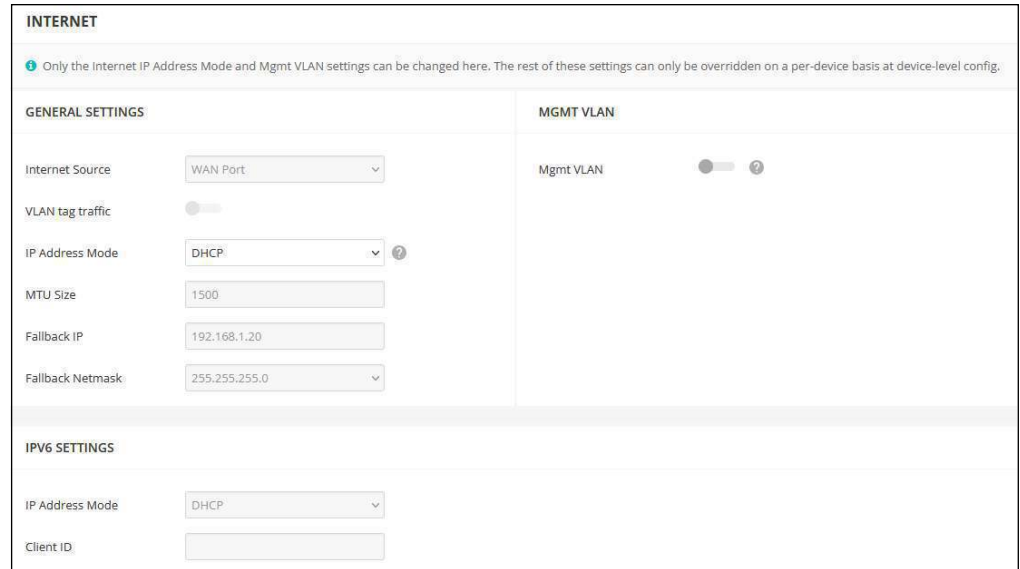 INTERNET
Only the Internet IP Address Mode and Mgmt VLAN settings can be changed here. The rest of these settings can only be overridden on a per-device basis at device-level config.
GENERAL SETTINGS
Internet Source WAN Port
VLAN tag traffic
IP Address Mode DHCP
MTU Size 1500
Fallback IP 192.168.1.20
Fallback Netmask 255.255.255.0
MGMT VLAN
Mgmt VLAN
IPV6 SETTINGS
IP Address Mode DHCP
Client ID